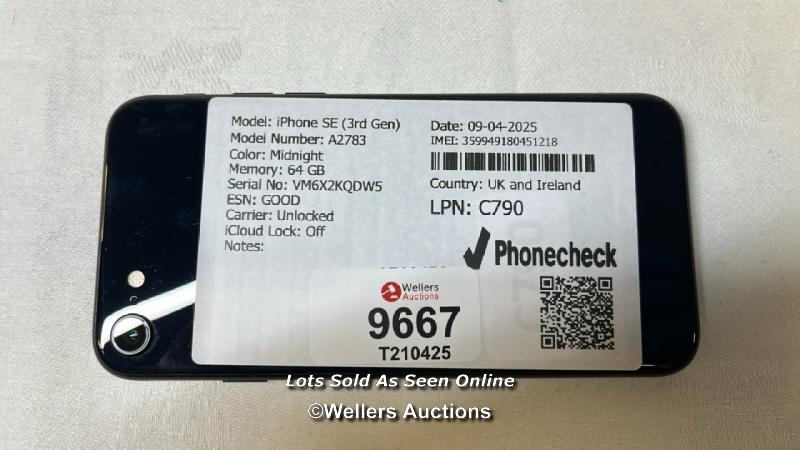 Model: iPhone SE (3rd Gen)
Model Number: A2783
Color: Midnight
Memory: 64 GB
Serial No: VM6X2KQDW5
ESN: GOOD
Carrier: Unlocked
iCloud Lock: Off
Notes:
Date: 09-04-2025
IMEI: 359949180451218
Country: UK and Ireland
LPN: C790
Phonecheck
Wellers
Auctions
9667
T210425
Lots Sold As Seen Online
©Wellers Auctions